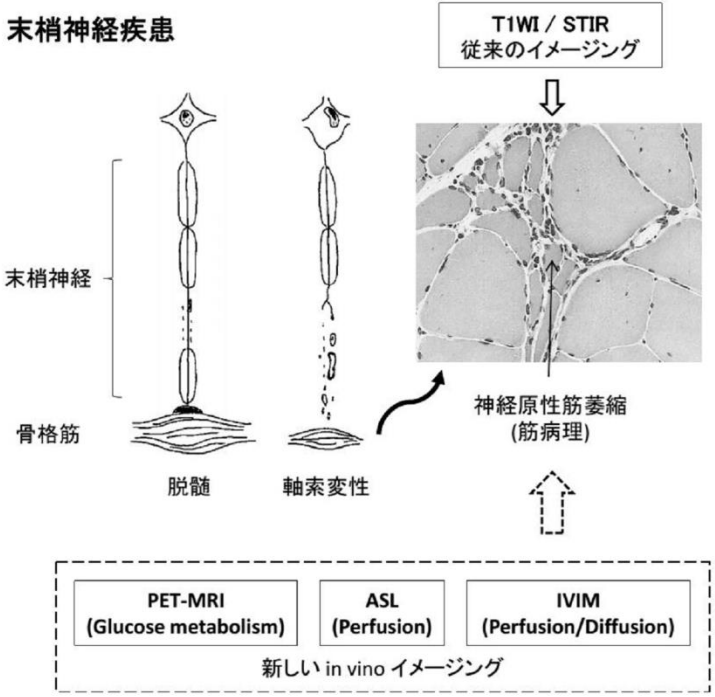 末梢神経疾患
T1WI / STIR
従来のイメージング
末梢神経
骨格筋
脱髄
軸索変性
神経原性筋萎縮
(筋病理)
PET-MRI
(Glucose metabolism)
ASL
(Perfusion)
IVIM
(Perfusion/Diffusion)
新しい in vino イメージング